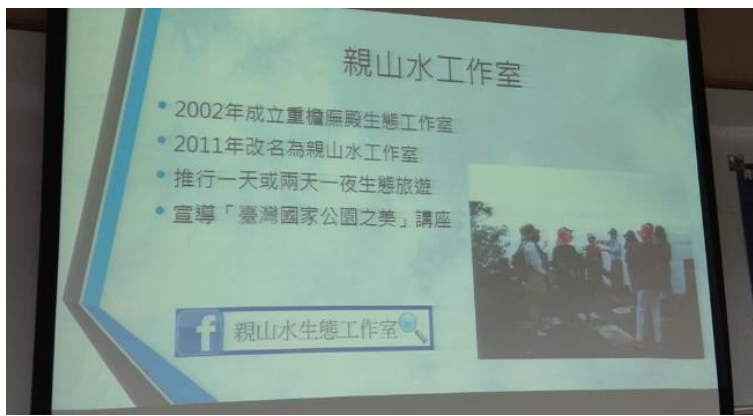 親山水工作室
• 2002年成立重檐廡殿生態工作室
• 2011年改名為親山水工作室
• 推行一天或兩天一夜生態旅遊
• 宣導「臺灣國家公園之美」講座
f 親山水生態工作室